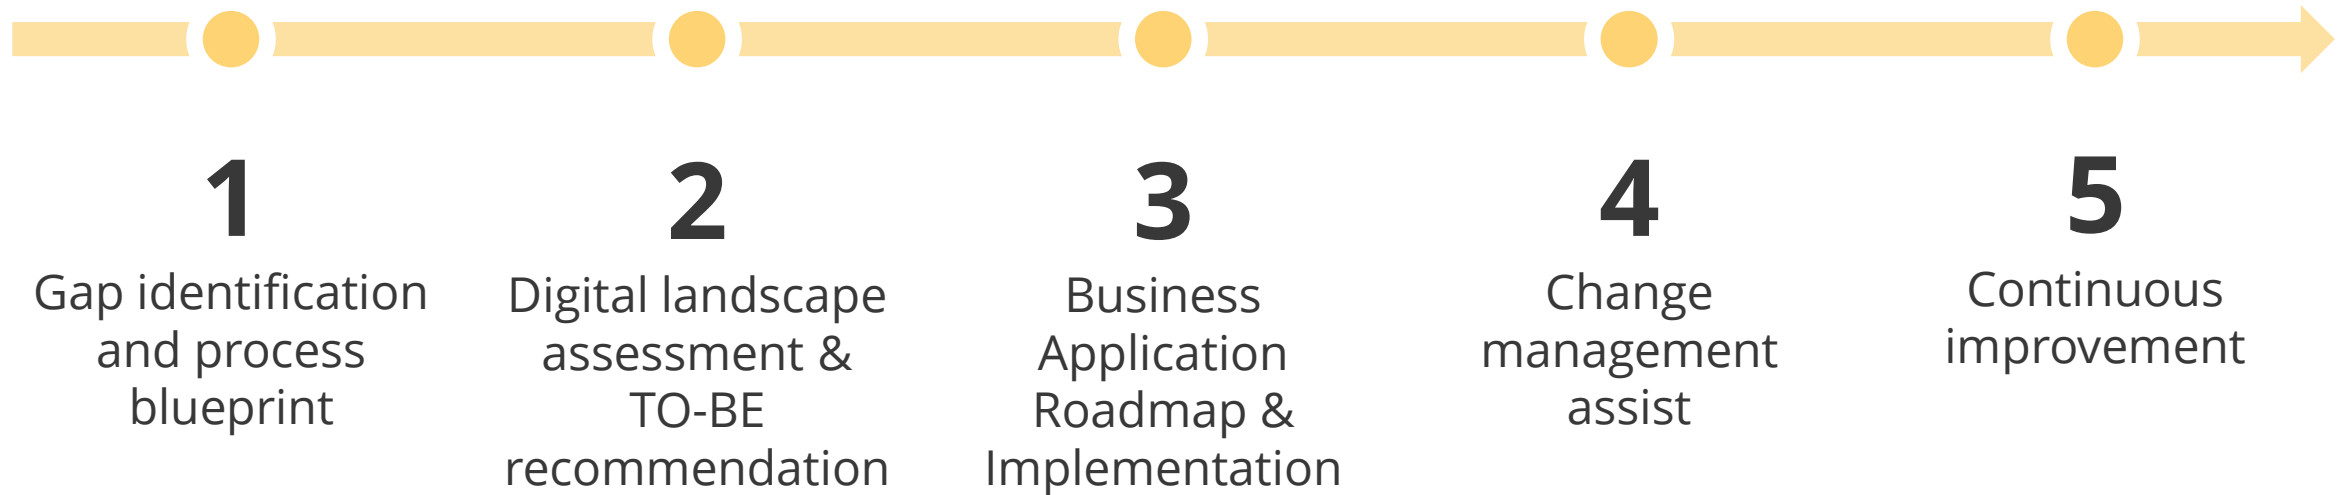 1
Gap identification
and process
blueprint
2
Digital landscape
assessment &
TO-BE
recommendation
3
Business
Application
Roadmap &
Implementation
4
Change
management
assist
5
Continuous
improvement